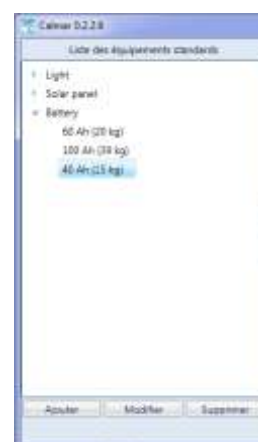 Calmar 0.2.2.8
Liste des équipements standards
Light
Solar panel
Battery
60 Ah (20 kg)
100 Ah (39 kg)
40 Ah (15 kg)
Ajouter Modifier Supprimer